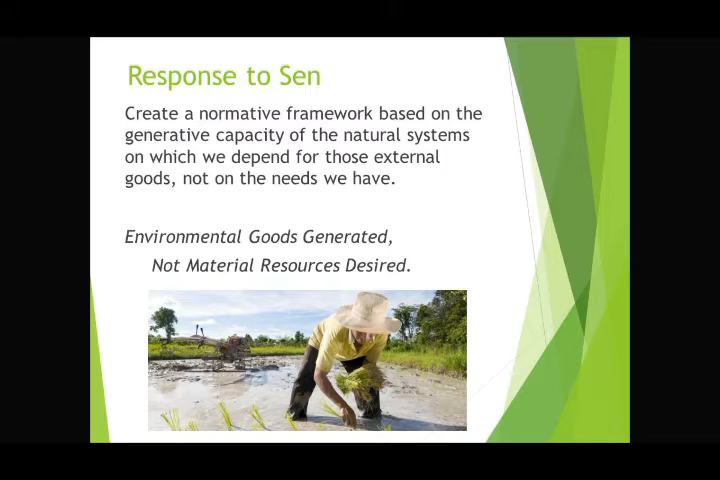 Response to Sen
Create a normative framework based on the
generative capacity of the natural systems
on which we depend for those external
goods, not on the needs we have.
Environmental Goods Generated,
Not Material Resources Desired.